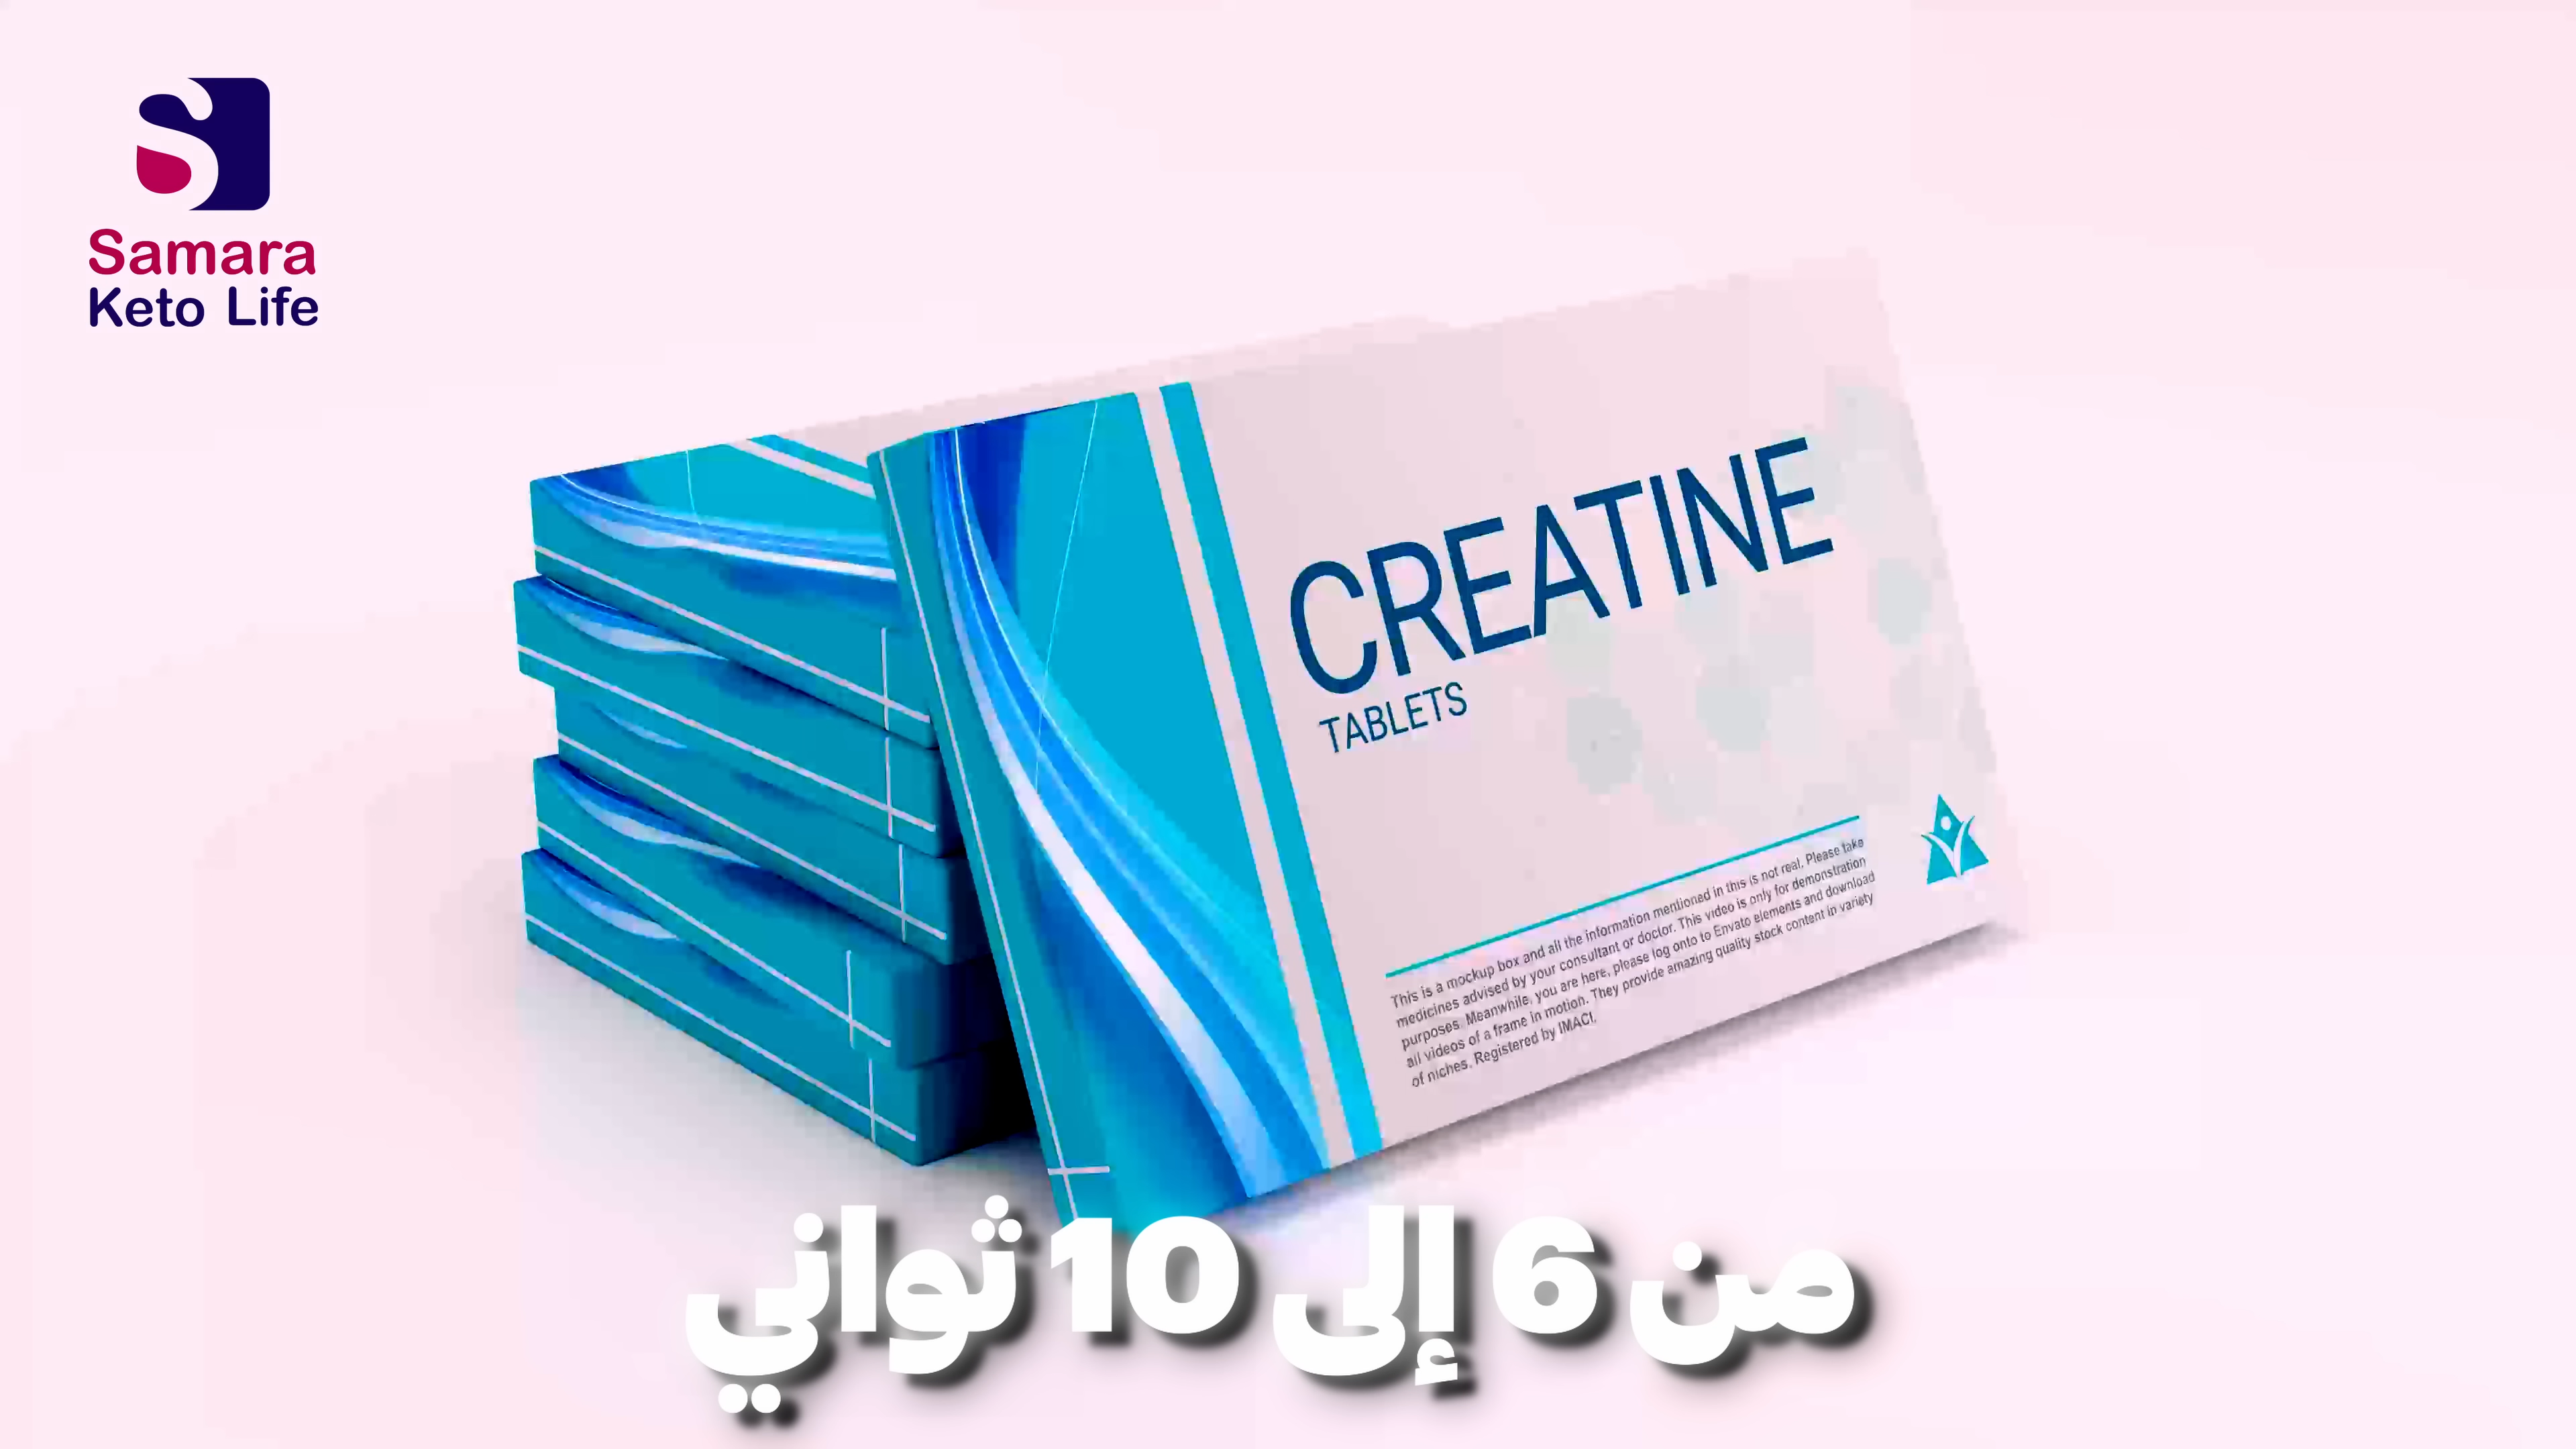 Samara
Keto Life
CREATINE
TABLETS
This is a mockup box and all the information mentioned in this is not real. Please take
medicines advised by your consultant or doctor. This video is only for demonstration
purposes. Meanwhile, you are here, please log onto to Envato elements and download
all videos of a frame in motion. They provide amazing quality stock content in variety
of niches. Registered by IMACI.
من 6 إلى 10 ثواني